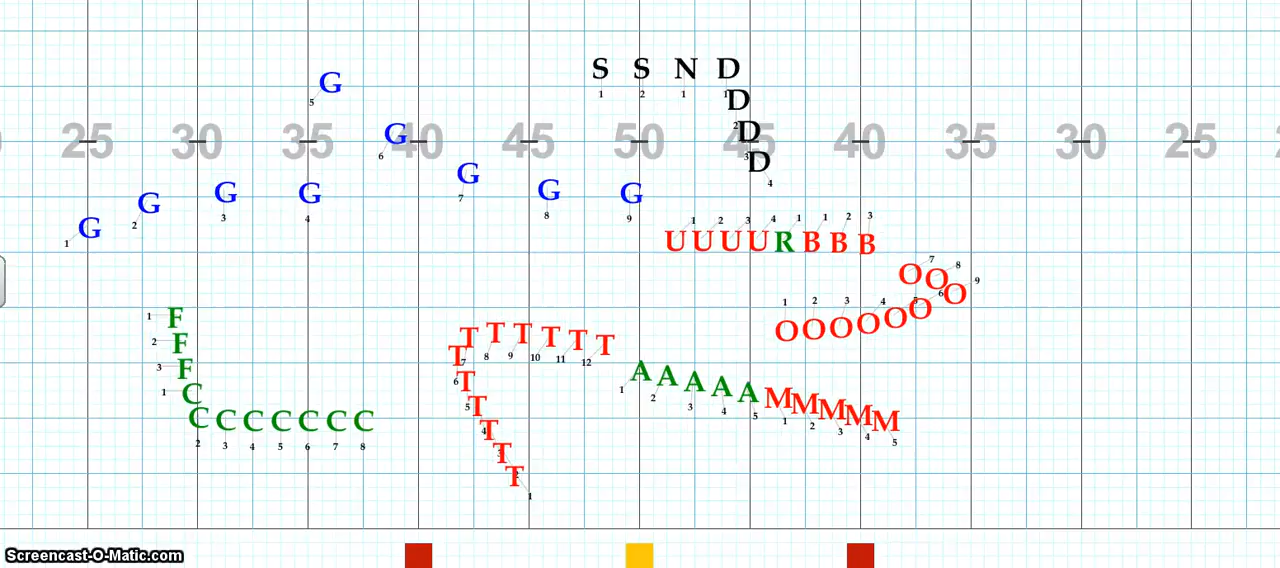 S S N D
1 2 1 1
G
5
D
2
25 30 35 40 45 50 45 40 35 30 25
G
6
D
3
D
4
G
7
G G G G G
2 3 4 8 9
G
1
1 2 3 4 1 1 2 3
U U U U R B B B
7 8 9
O O O
1 2 3 4 5 6
O O O O O O
1 F
2 F
3 F
1 C
C C C C C C C
2 3 4 5 6 7 8
T T T T T T
7 8 9 10 11 12
T
6
T
5
T
4
T
3
T
2
T
1
A A A A A M M M M M
1 2 3 4 5 1 2 3 4 5
Screencast-O-Matic.com